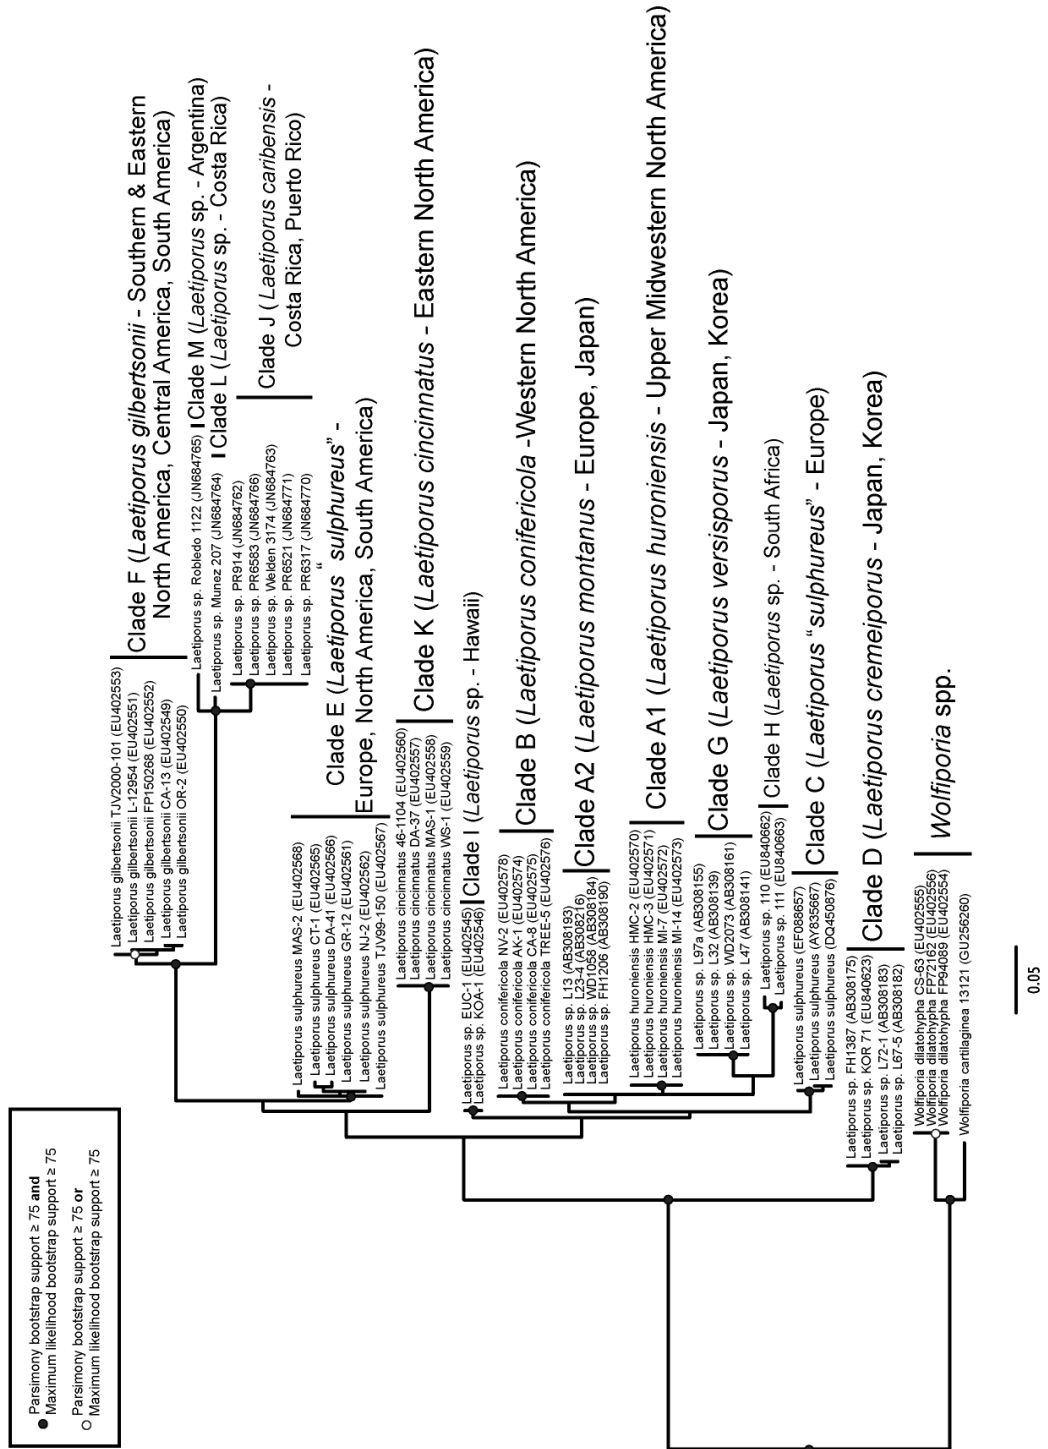 ● Parsimony bootstrap support ≥ 75 and
Maximum likelihood bootstrap support ≥ 75
○ Parsimony bootstrap support ≥ 75 or
Maximum likelihood bootstrap support ≥ 75
Laetiporus gilbertsonii TJV2000-101 (EU402553)
Laetiporus gilbertsonii L-12954 (EU402551)
Laetiporus gilbertsonii FP150268 (EU402552)
Laetiporus gilbertsonii CA-13 (EU402549)
Laetiporus gilbertsonii OR-2 (EU402550)
Clade F (Laetiporus gilbertsonii - Southern & Eastern
North America, Central America, South America)
Laetiporus sp. Robledo 1122 (JN684765)
Clade M (Laetiporus sp. - Argentina)
Laetiporus sp. Munez 207 (JN684764)
Clade L (Laetiporus sp. - Costa Rica)
Laetiporus sp. PR914 (JN684762)
Laetiporus sp. PR6583 (JN684766)
Laetiporus sp. Welden 3174 (JN684763)
Laetiporus sp. PR6521 (JN684771)
Laetiporus sp. PR6317 (JN684770)
Clade J (Laetiporus caribensis -
Costa Rica, Puerto Rico)
Laetiporus sulphureus MAS-2 (EU402568)
Laetiporus sulphureus CT-1 (EU402565)
Laetiporus sulphureus DA-41 (EU402566)
Laetiporus sulphureus GR-12 (EU402561)
Laetiporus sulphureus NJ-2 (EU402562)
Laetiporus sulphureus TJV99-150 (EU402567)
Clade E (Laetiporus “sulphureus” -
Europe, North America, South America)
Laetiporus cincinnatus 46-1104 (EU402560)
Laetiporus cincinnatus DA-37 (EU402557)
Laetiporus cincinnatus MAS-1 (EU402558)
Laetiporus cincinnatus WS-1 (EU402559)
Clade K (Laetiporus cincinnatus - Eastern North America)
Laetiporus sp. EUC-1 (EU402545)
Laetiporus sp. KOA-1 (EU402546)
Clade I (Laetiporus sp. - Hawaii)
Laetiporus conifericola NV-2 (EU402578)
Laetiporus conifericola AK-1 (EU402574)
Laetiporus conifericola CA-8 (EU402575)
Laetiporus conifericola TREE-5 (EU402576)
Clade B (Laetiporus conifericola -Western North America)
Laetiporus sp. L13 (AB308193)
Laetiporus sp. L23-4 (AB308216)
Laetiporus sp. WD1058 (AB308184)
Laetiporus sp. FH1206 (AB308190)
Clade A2 (Laetiporus montanus - Europe, Japan)
Laetiporus huroniensis HMC-2 (EU402570)
Laetiporus huroniensis HMC-3 (EU402571)
Laetiporus huroniensis MI-7 (EU402572)
Laetiporus huroniensis MI-14 (EU402573)
Clade A1 (Laetiporus huroniensis - Upper Midwestern North America)
Laetiporus sp. L97a (AB308155)
Laetiporus sp. L32 (AB308139)
Laetiporus sp. WD2073 (AB308161)
Laetiporus sp. L47 (AB308141)
Clade G (Laetiporus versisporus - Japan, Korea)
Laetiporus sp. 110 (EU840662)
Laetiporus sp. 111 (EU840663)
Clade H (Laetiporus sp. - South Africa)
Laetiporus sulphureus (EF088657)
Laetiporus sulphureus (AY835667)
Laetiporus sulphureus (DQ450876)
Clade C (Laetiporus “sulphureus” - Europe)
Laetiporus sp. FH1387 (AB308175)
Laetiporus sp. KOR 71 (EU840623)
Laetiporus sp. L72-1 (AB308183)
Laetiporus sp. L67-5 (AB308182)
Clade D (Laetiporus cremeiporus - Japan, Korea)
Wolfiporia dilatohypha CS-63 (EU402555)
Wolfiporia dilatohypha FP72162 (EU402556)
Wolfiporia dilatohypha FP94089 (EU402554)
Wolfiporia cartilaginea 13121 (GU256260)
Wolfiporia spp.
0.05